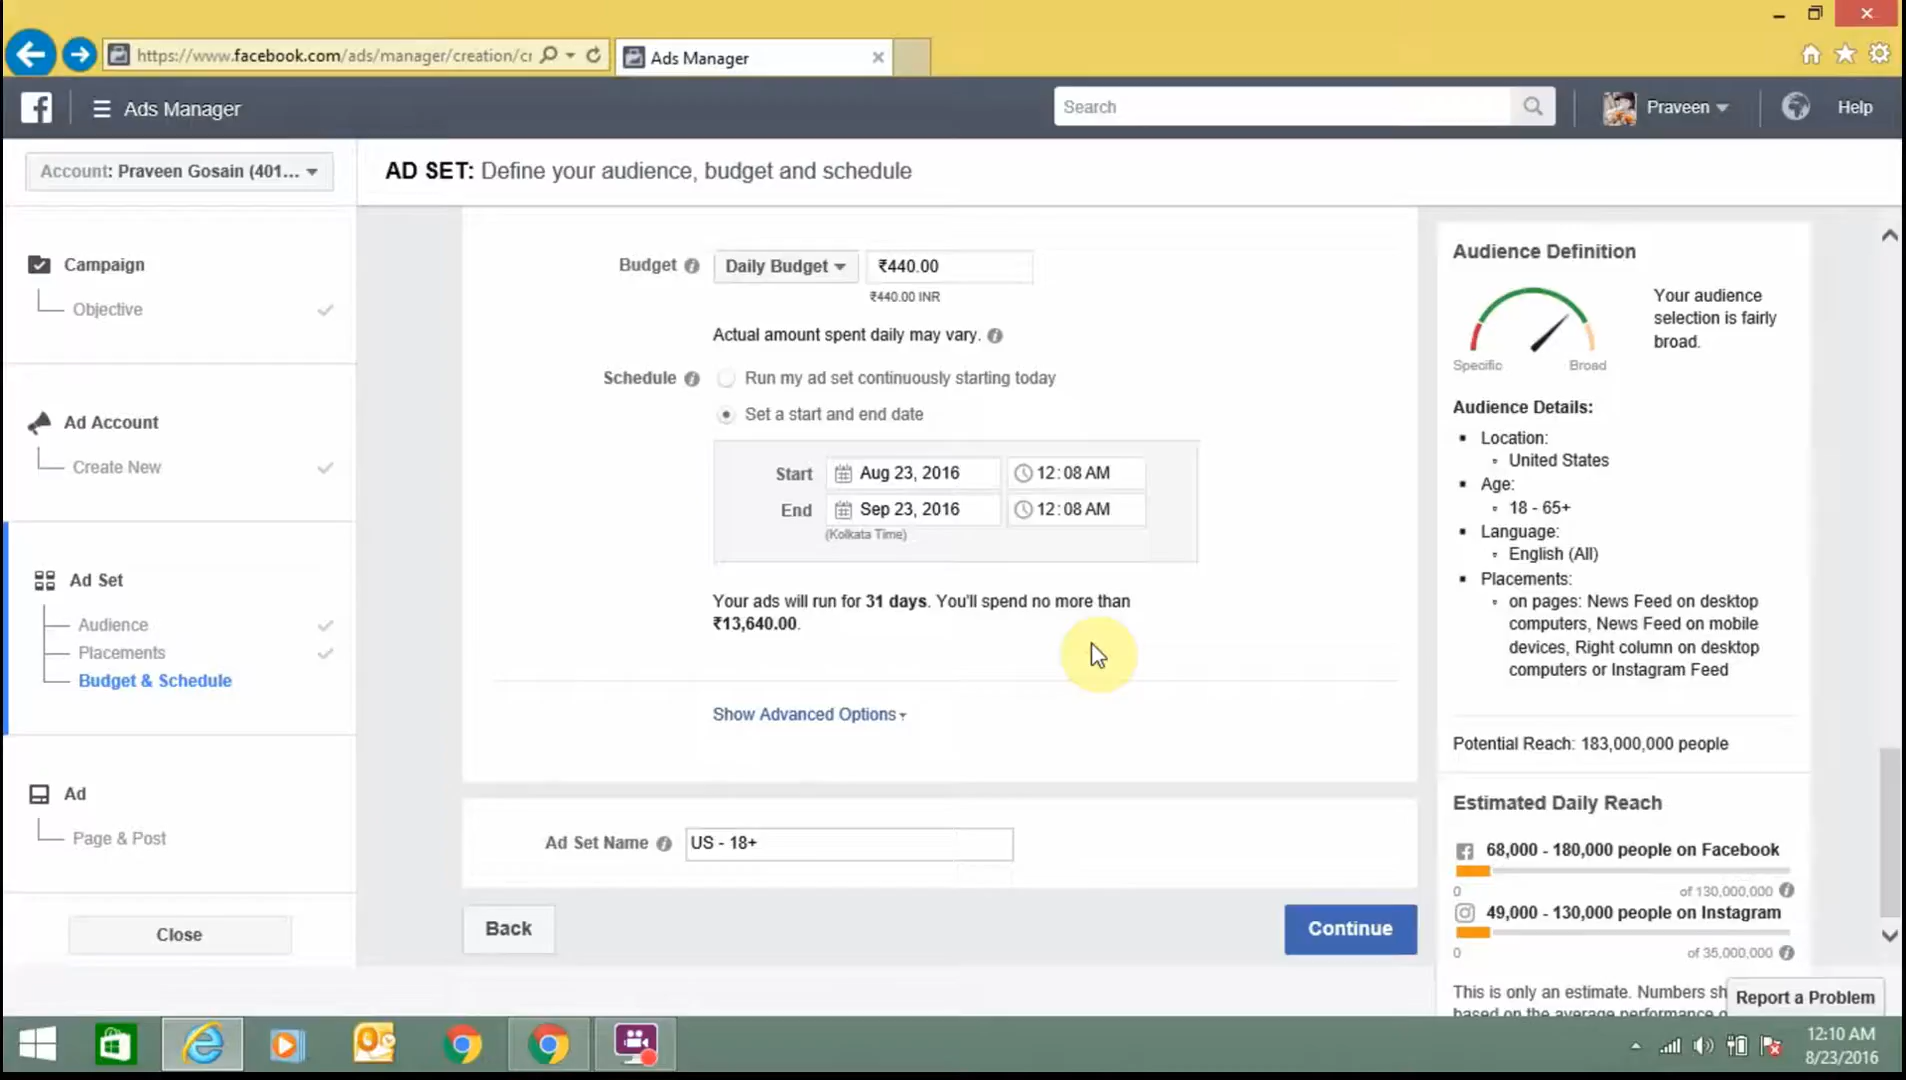 https://www.facebook.com/ads/manager/creation/cr
Ads Manager
Ads Manager
Search
Praveen
Help
Account: Praveen Gosain (401...
AD SET: Define your audience, budget and schedule
Campaign
Objective
Ad Account
Create New
Ad Set
Audience
Placements
Budget & Schedule
Ad
Page & Post
Close
Budget
Daily Budget
₹440.00
₹440.00 INR
Actual amount spent daily may vary.
Schedule
Run my ad set continuously starting today
Set a start and end date
Start
Aug 23, 2016
12:08 AM
End
Sep 23, 2016
12:08 AM
(Kolkata Time)
Your ads will run for 31 days. You'll spend no more than
₹13,640.00.
Show Advanced Options
Ad Set Name
US - 18+
Back
Continue
Audience Definition
Your audience
selection is fairly
broad.
Specific
Broad
Audience Details:
Location:
United States
Age:
18 - 65+
Language:
English (All)
Placements:
on pages: News Feed on desktop
computers, News Feed on mobile
devices, Right column on desktop
computers or Instagram Feed
Potential Reach: 183,000,000 people
Estimated Daily Reach
68,000 - 180,000 people on Facebook
0
of 130,000,000
49,000 - 130,000 people on Instagram
0
of 35,000,000
This is only an estimate. Numbers sh
based on the average performance o
Report a Problem
12:10 AM
8/23/2016